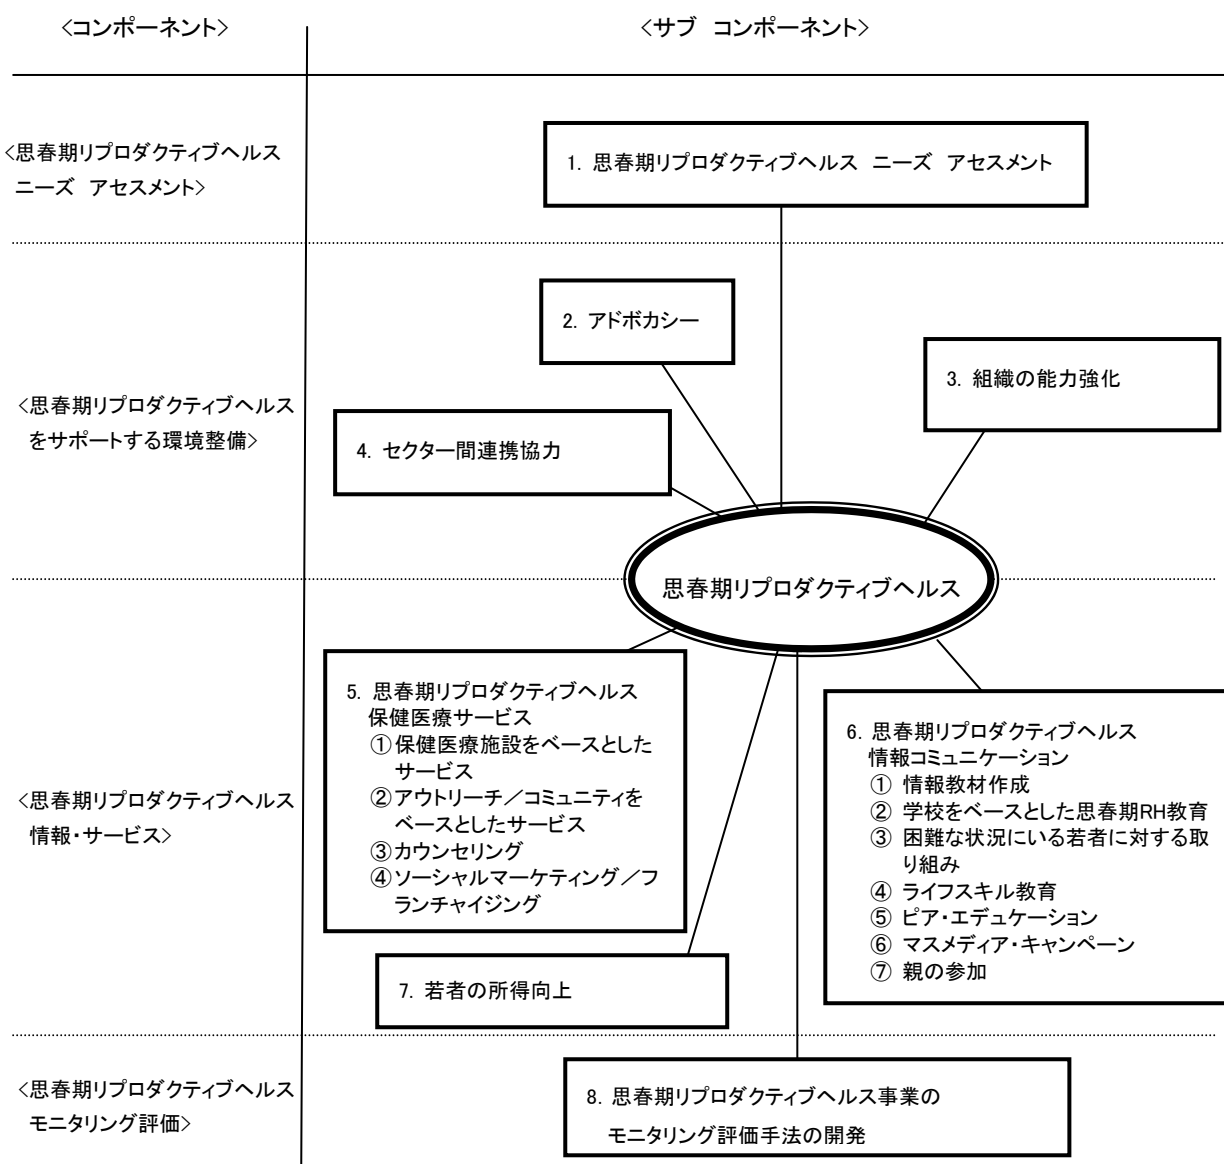 <コンポーネント>
<サブ　コンポーネント>
<思春期リプロダクティブヘルス
ニーズ　アセスメント>
1. 思春期リプロダクティブヘルス　ニーズ　アセスメント
<思春期リプロダクティブヘルス
をサポートする環境整備>
2. アドボカシー
3. 組織の能力強化
4. セクター間連携協力
思春期リプロダクティブヘルス
<思春期リプロダクティブヘルス
情報・サービス>
5. 思春期リプロダクティブヘルス
保健医療サービス
①保健医療施設をベースとした
サービス
②アウトリーチ／コミュニティを
ベースとしたサービス
③カウンセリング
④ソーシャルマーケティング／フ
ランチャイジング
6. 思春期リプロダクティブヘルス
情報コミュニケーション
① 情報教材作成
② 学校をベースとした思春期RH教育
③ 困難な状況にいる若者に対する取
り組み
④ ライフスキル教育
⑤ ピア・エデュケーション
⑥ マスメディア・キャンペーン
⑦ 親の参加
7. 若者の所得向上
<思春期リプロダクティブヘルス
モニタリング評価>
8. 思春期リプロダクティブヘルス事業の
モニタリング評価手法の開発